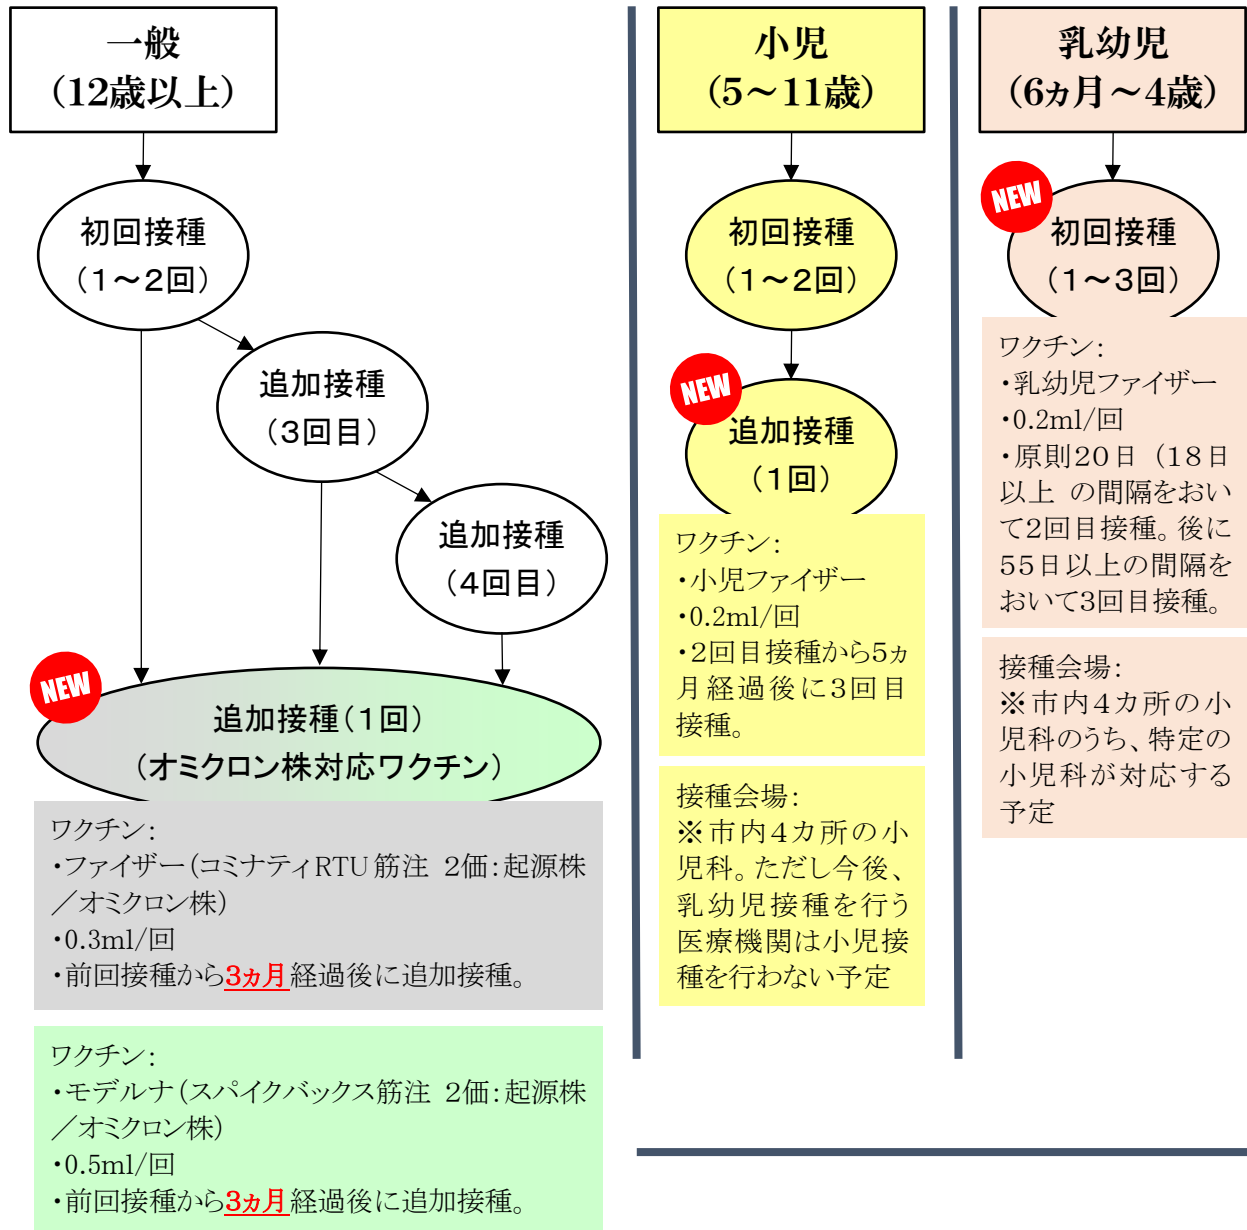 一般
(12歳以上)
初回接種
(1～2回)
追加接種
(3回目)
追加接種
(4回目)
NEW
追加接種(1回)
(オミクロン株対応ワクチン)
ワクチン:
・ファイザー(コミナティRTU筋注 2価:起源株
／オミクロン株)
・0.3ml/回
・前回接種から3ヵ月経過後に追加接種。
ワクチン:
・モデルナ(スパイクバックス筋注 2価:起源株
／オミクロン株)
・0.5ml/回
・前回接種から3ヵ月経過後に追加接種。
小児
(5～11歳)
初回接種
(1～2回)
NEW
追加接種
(1回)
ワクチン:
・小児ファイザー
・0.2ml/回
・2回目接種から5ヵ
月経過後に3回目
接種。
接種会場:
※市内4カ所の小
児科。ただし今後、
乳幼児接種を行う
医療機関は小児接
種を行わない予定
乳幼児
(6ヵ月～4歳)
NEW
初回接種
(1～3回)
ワクチン:
・乳幼児ファイザー
・0.2ml/回
・原則20日 (18日
以上 の間隔をおい
て2回目接種。後に
55日以上の間隔を
おいて3回目接種。
接種会場:
※市内4カ所の小
児科のうち、特定の
小児科が対応する
予定